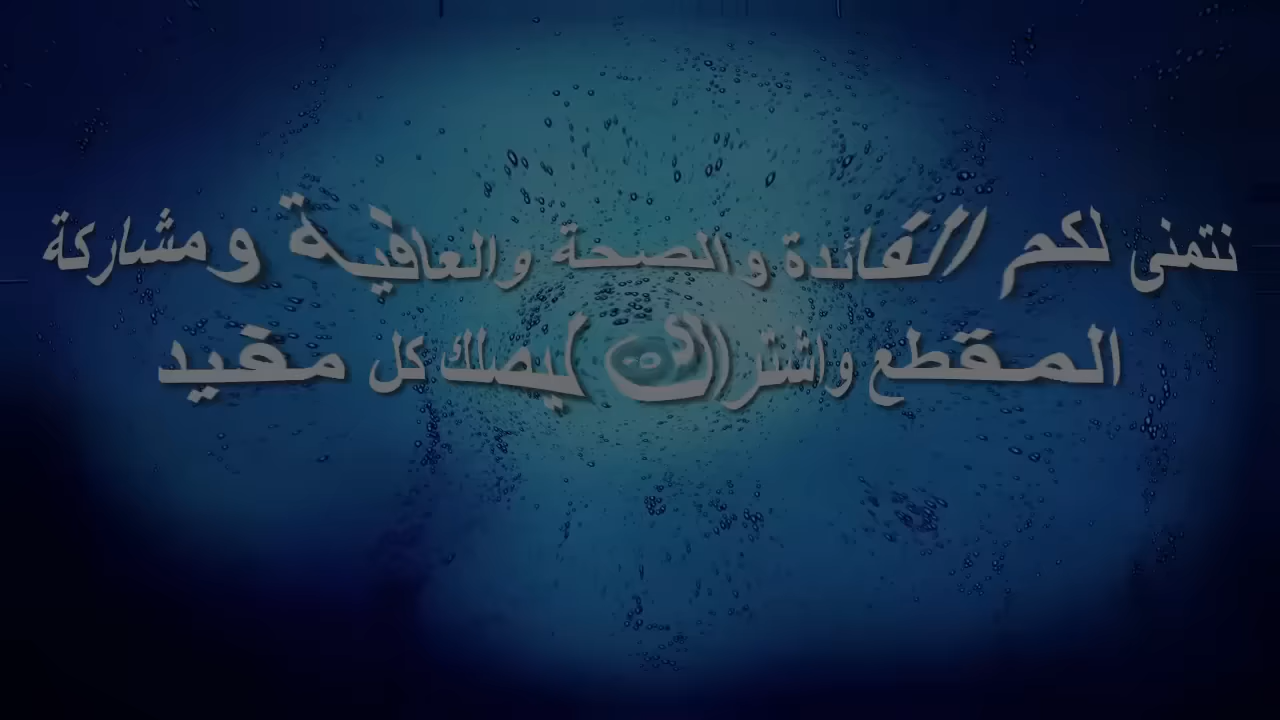 نتمنى لكم الفائدة والصحة والعافية ومشاركة
المقطع واشتراك ليصلك كل مفيد